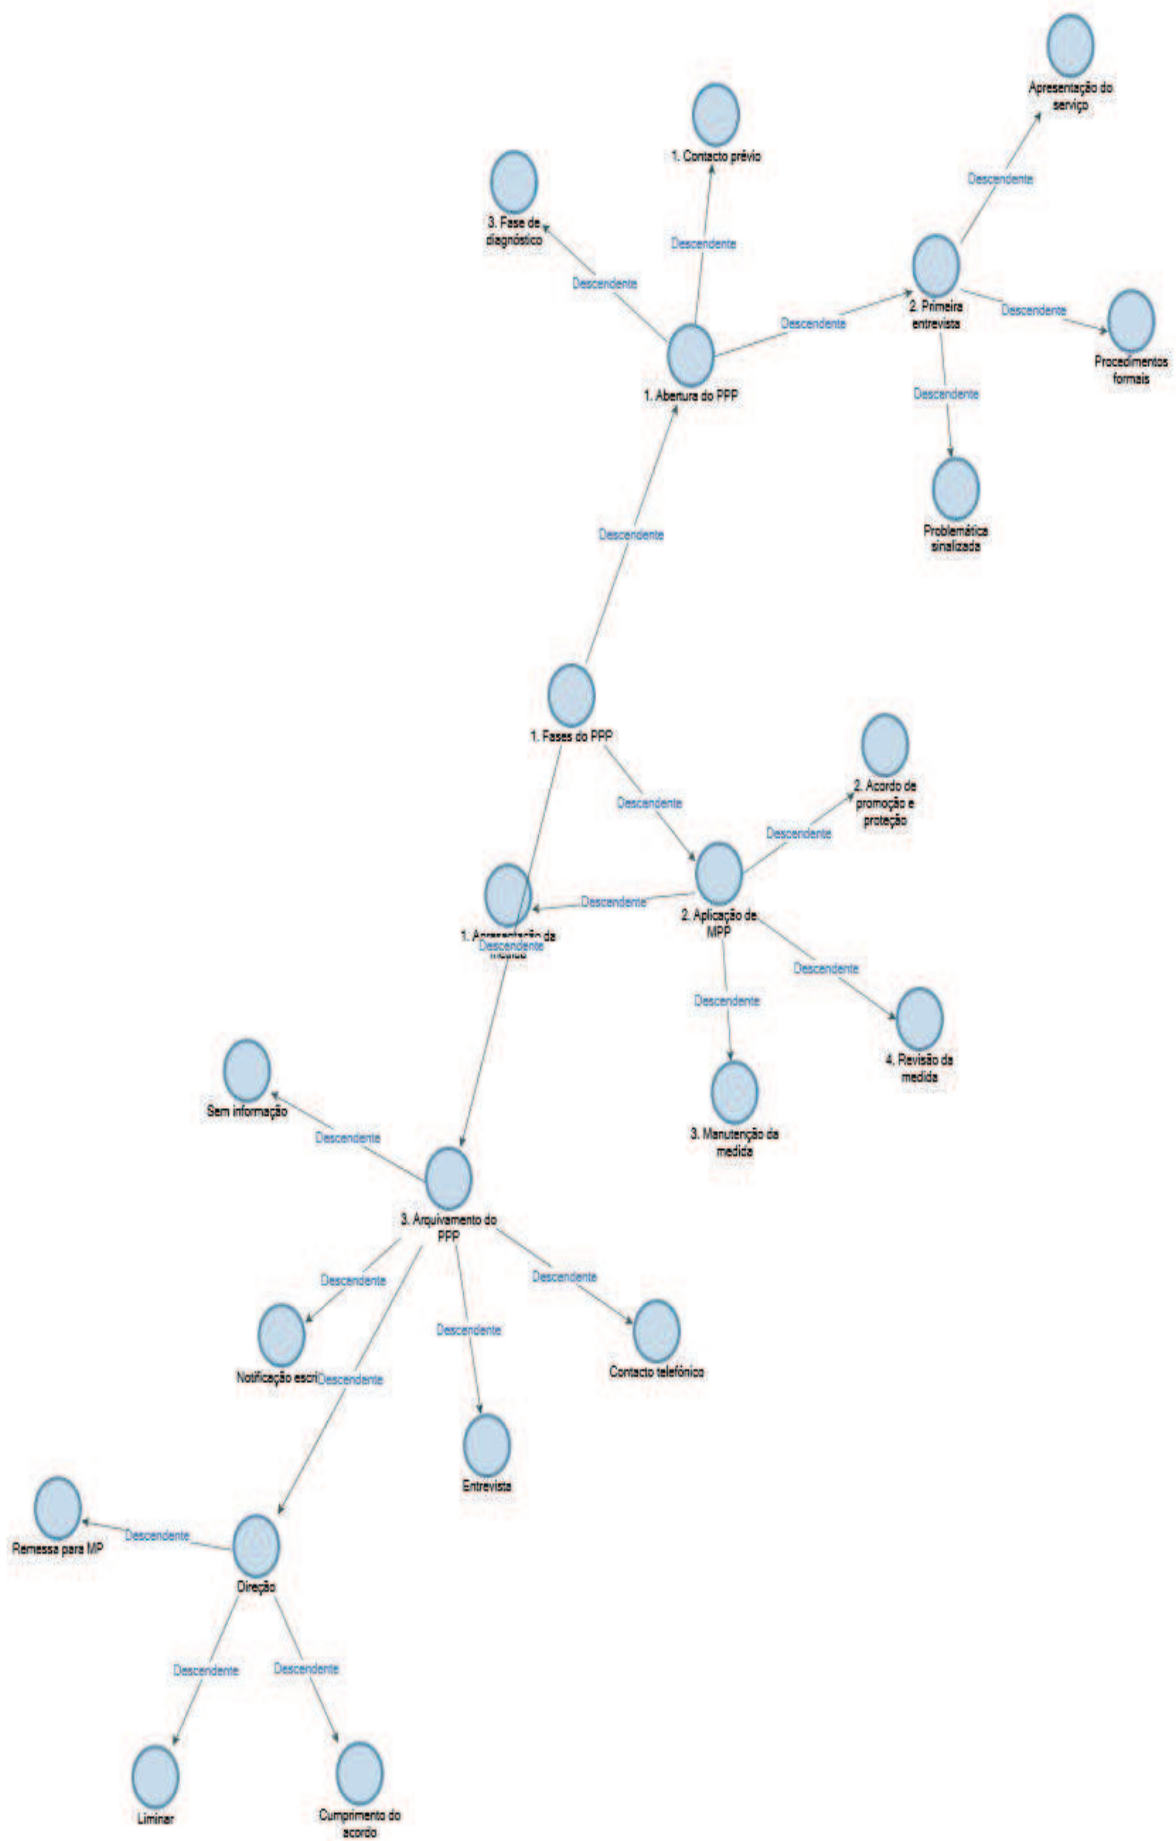 Apresentação do
serviço
1. Contacto prévio
Descendente
3. Fase de
diagnóstico
Descendente
Descendente
2. Primeira
entrevista
Descendente
Descendente
Procedimentos
formais
Descendente
1. Abertura do PPP
Descendente
Problemática
sinalizada
Descendente
1. Fases do PPP
2. Acordo de
promoção e
proteção
Descendente
Descendente
Descendente
2. Aplicação de
MPP
1. Apresentação da
medida
Descendente
Descendente
Descendente
4. Revisão da
medida
Sem informação
3. Manutenção da
medida
Descendente
3. Arquivamento do
PPP
Descendente
Descendente
Descendente
Contacto telefónico
Notificação escri
Descendente
Entrevista
Remessa para MP
Descendente
Direção
Descendente
Descendente
Liminar
Cumprimento do
acordo